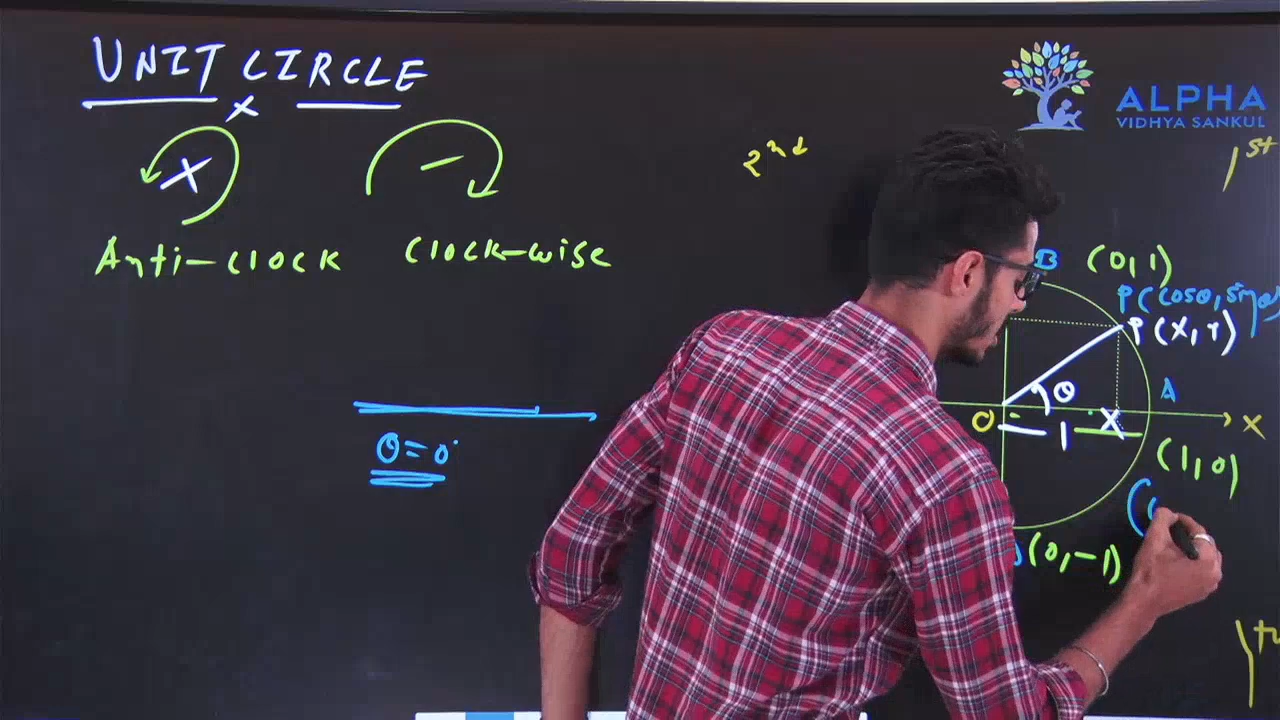 UNIT CIRCLE
X
ALPHA
VIDHYA SANKUL
X
−
2nd
1st
Anti-clock
Clock-wise
B (0,1)
P(cosθ, sinθ)
P(X,Y)
θ
A
O
1
X
X
θ=0°
(1,0)
(0,-1)